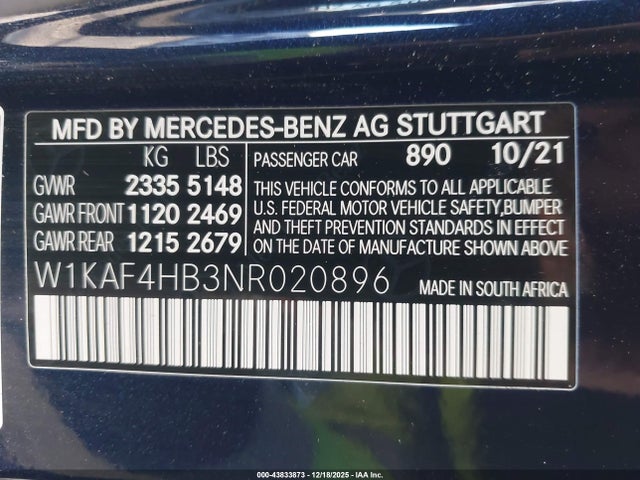 MFD BY MERCEDES-BENZ AG STUTTGART
KG LBS
GVWR 2335 5148
GAWR FRONT 1120 2469
GAWR REAR 1215 2679
PASSENGER CAR 890 10/21
THIS VEHICLE CONFORMS TO ALL APPLICABLE
U.S. FEDERAL MOTOR VEHICLE SAFETY,BUMPER
AND THEFT PREVENTION STANDARDS IN EFFECT
ON THE DATE OF MANUFACTURE SHOWN ABOVE.
W1KAF4HB3NR020896 MADE IN SOUTH AFRICA
000-43833873 - 12/18/2025 - IAA Inc.